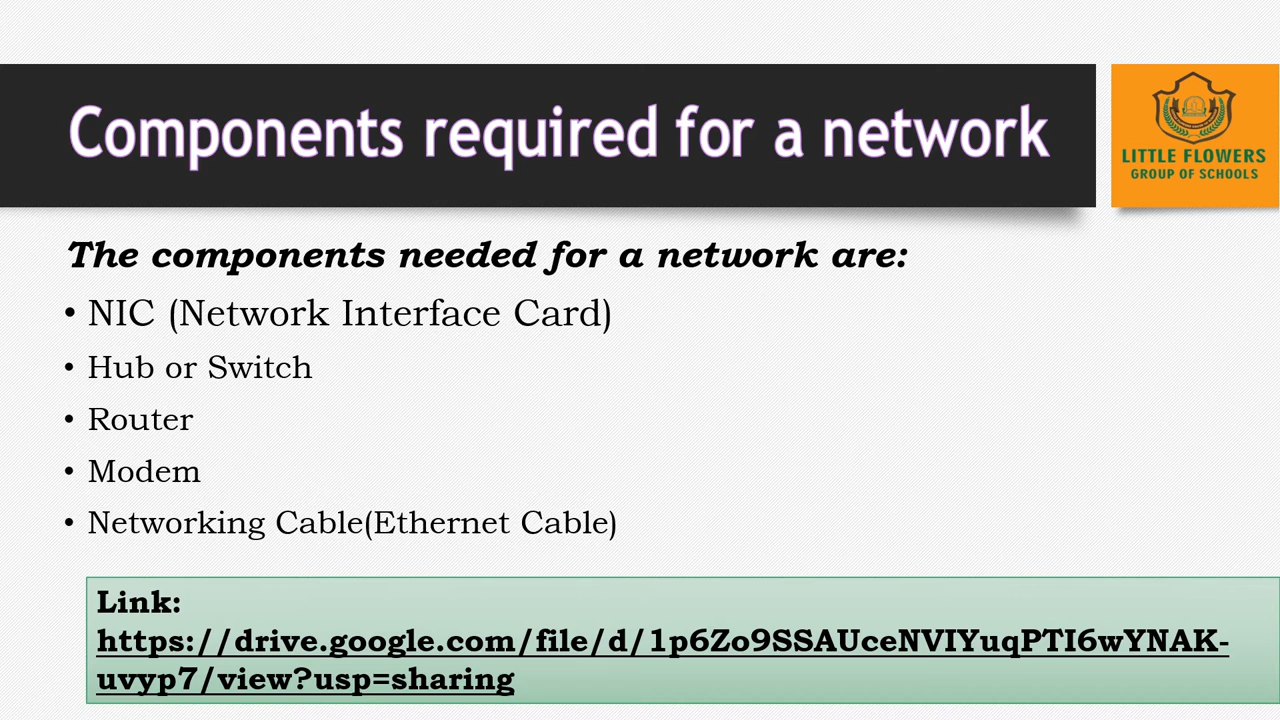 Components required for a network
LITTLE FLOWERS
GROUP OF SCHOOLS
The components needed for a network are:
• NIC (Network Interface Card)
• Hub or Switch
• Router
• Modem
• Networking Cable(Ethernet Cable)
Link:
https://drive.google.com/file/d/1p6Zo9SSAUceNVIYuqPTI6wYNAK-
uvyp7/view?usp=sharing